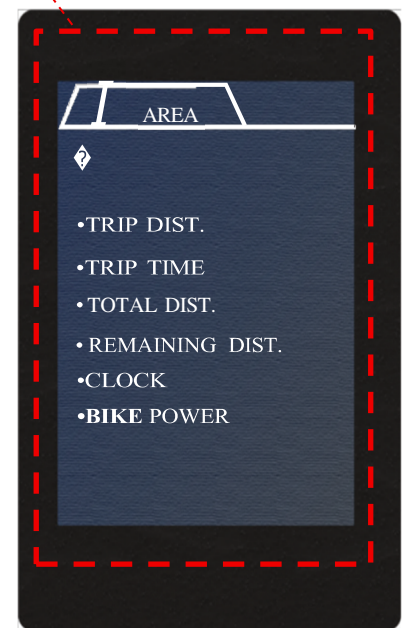 AREA
�
•TRIP DIST.
•TRIP TIME
•TOTAL DIST.
•REMAINING DIST.
•CLOCK
•BIKE POWER